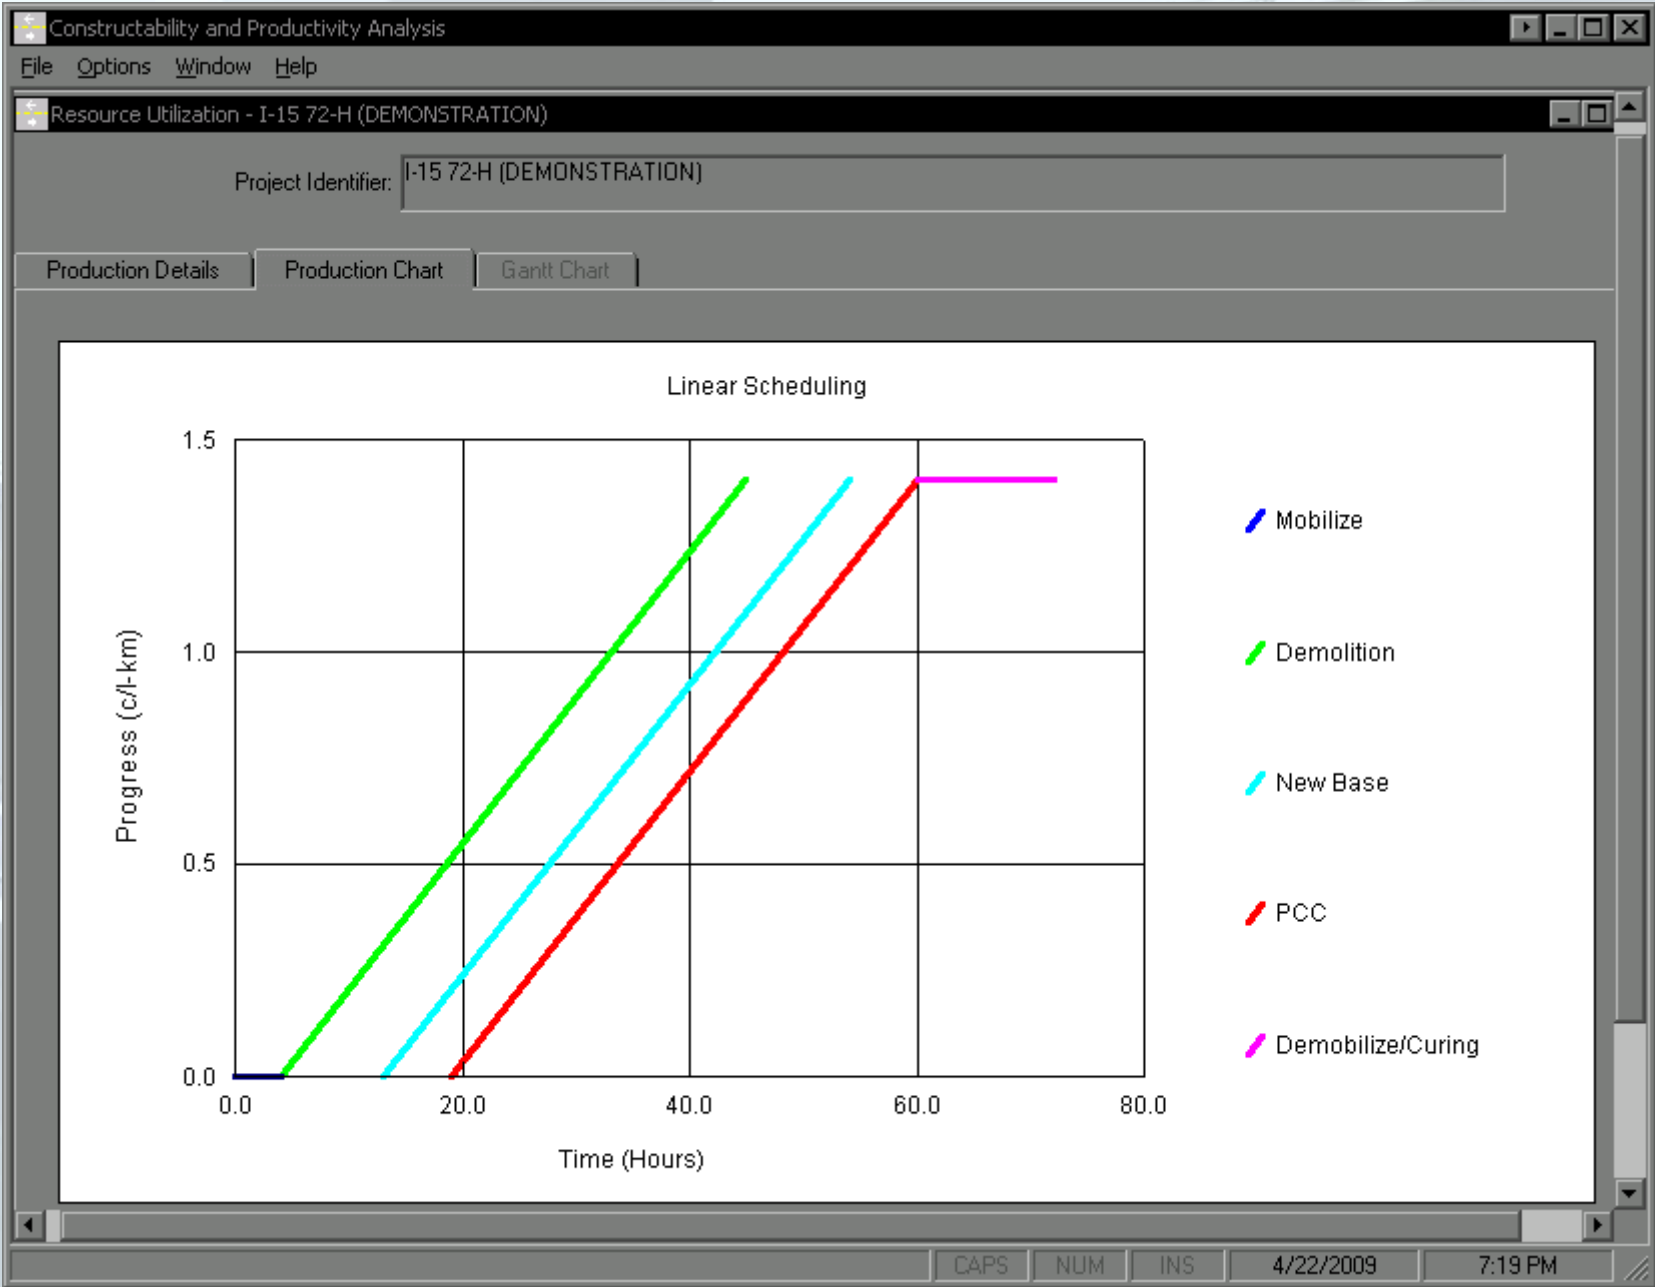 Constructability and Productivity Analysis
File Options Window Help
Resource Utilization - I-15 72-H (DEMONSTRATION)
Project Identifier: I-15 72-H (DEMONSTRATION)
Production Details Production Chart Gantt Chart
Linear Scheduling
1.5
1.0
0.5
0.0
Progress (c/l-km)
0.0 20.0 40.0 60.0 80.0
Time (Hours)
Mobilize
Demolition
New Base
PCC
Demobilize/Curing
CAPS NUM INS 4/22/2009 7:19 PM